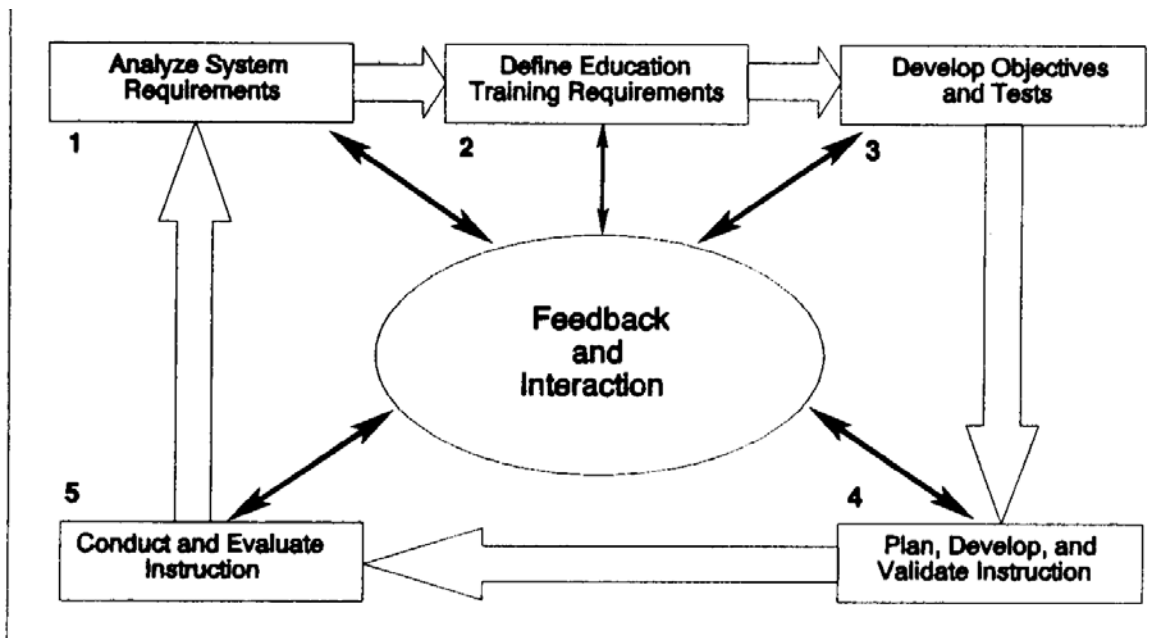 Analyze System
Requirements
1
Define Education
Training Requirements
2
Develop Objectives
and Tests
3
Feedback
and
Interaction
5
Conduct and Evaluate
Instruction
4
Plan, Develop, and
Validate Instruction